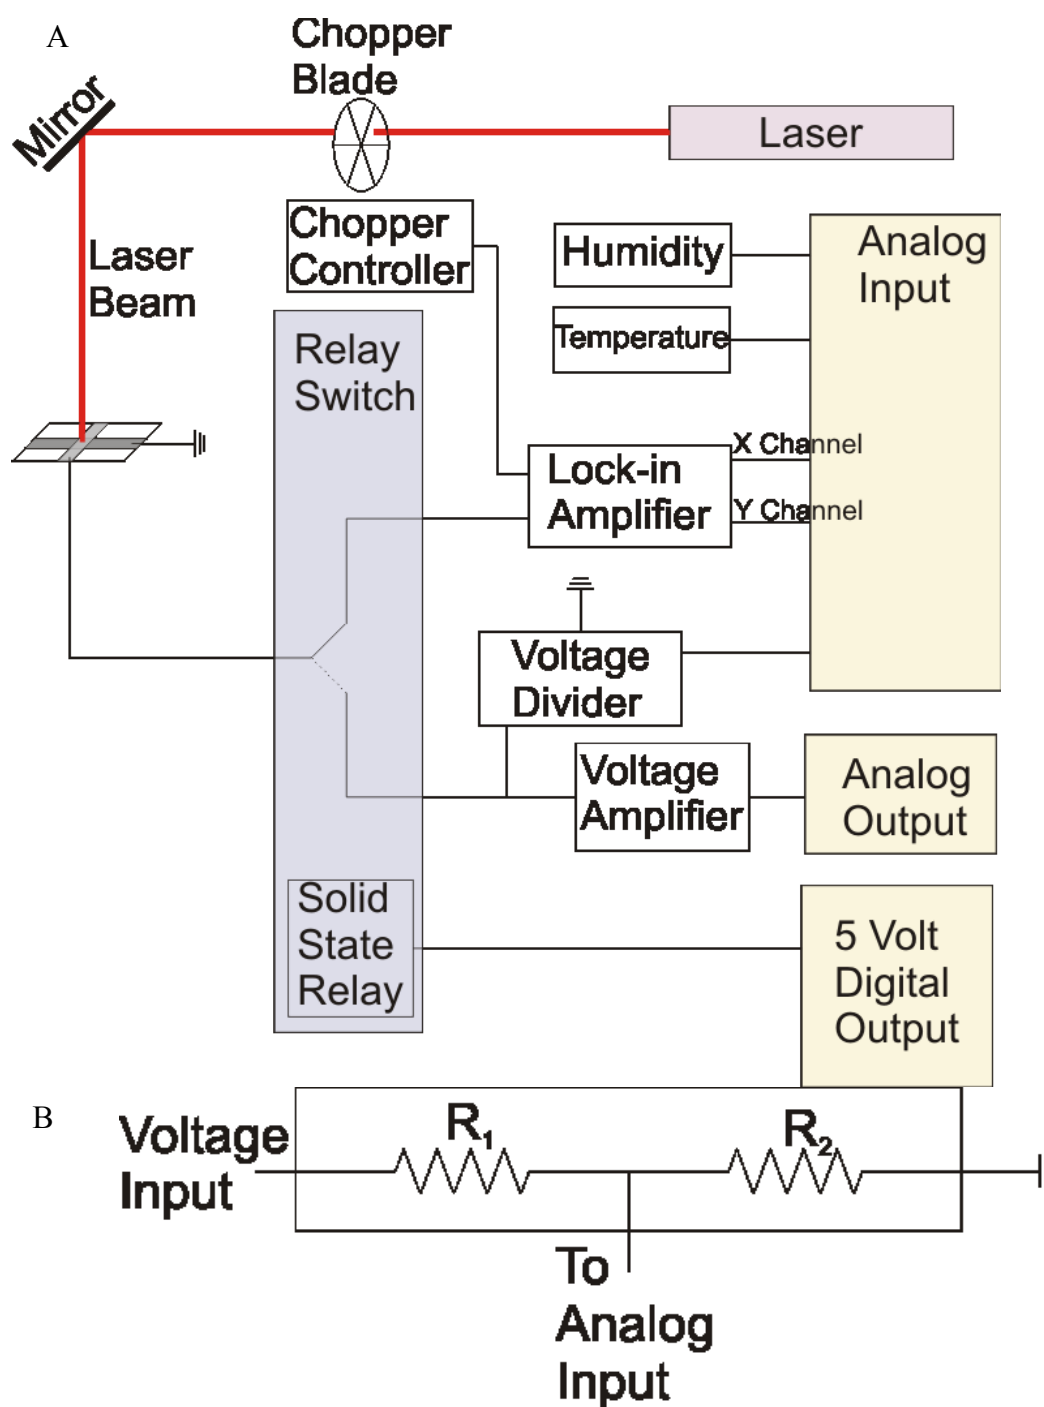 A
Chopper
Blade
Mirror
Laser
Chopper
Controller
Laser
Beam
Humidity
Analog
Input
Temperature
Relay
Switch
X Channel
Lock-in
Amplifier
Y Channel
Voltage
Divider
Voltage
Amplifier
Analog
Output
Solid
State
Relay
5 Volt
Digital
Output
B
Voltage
Input
R1
R2
To
Analog
Input